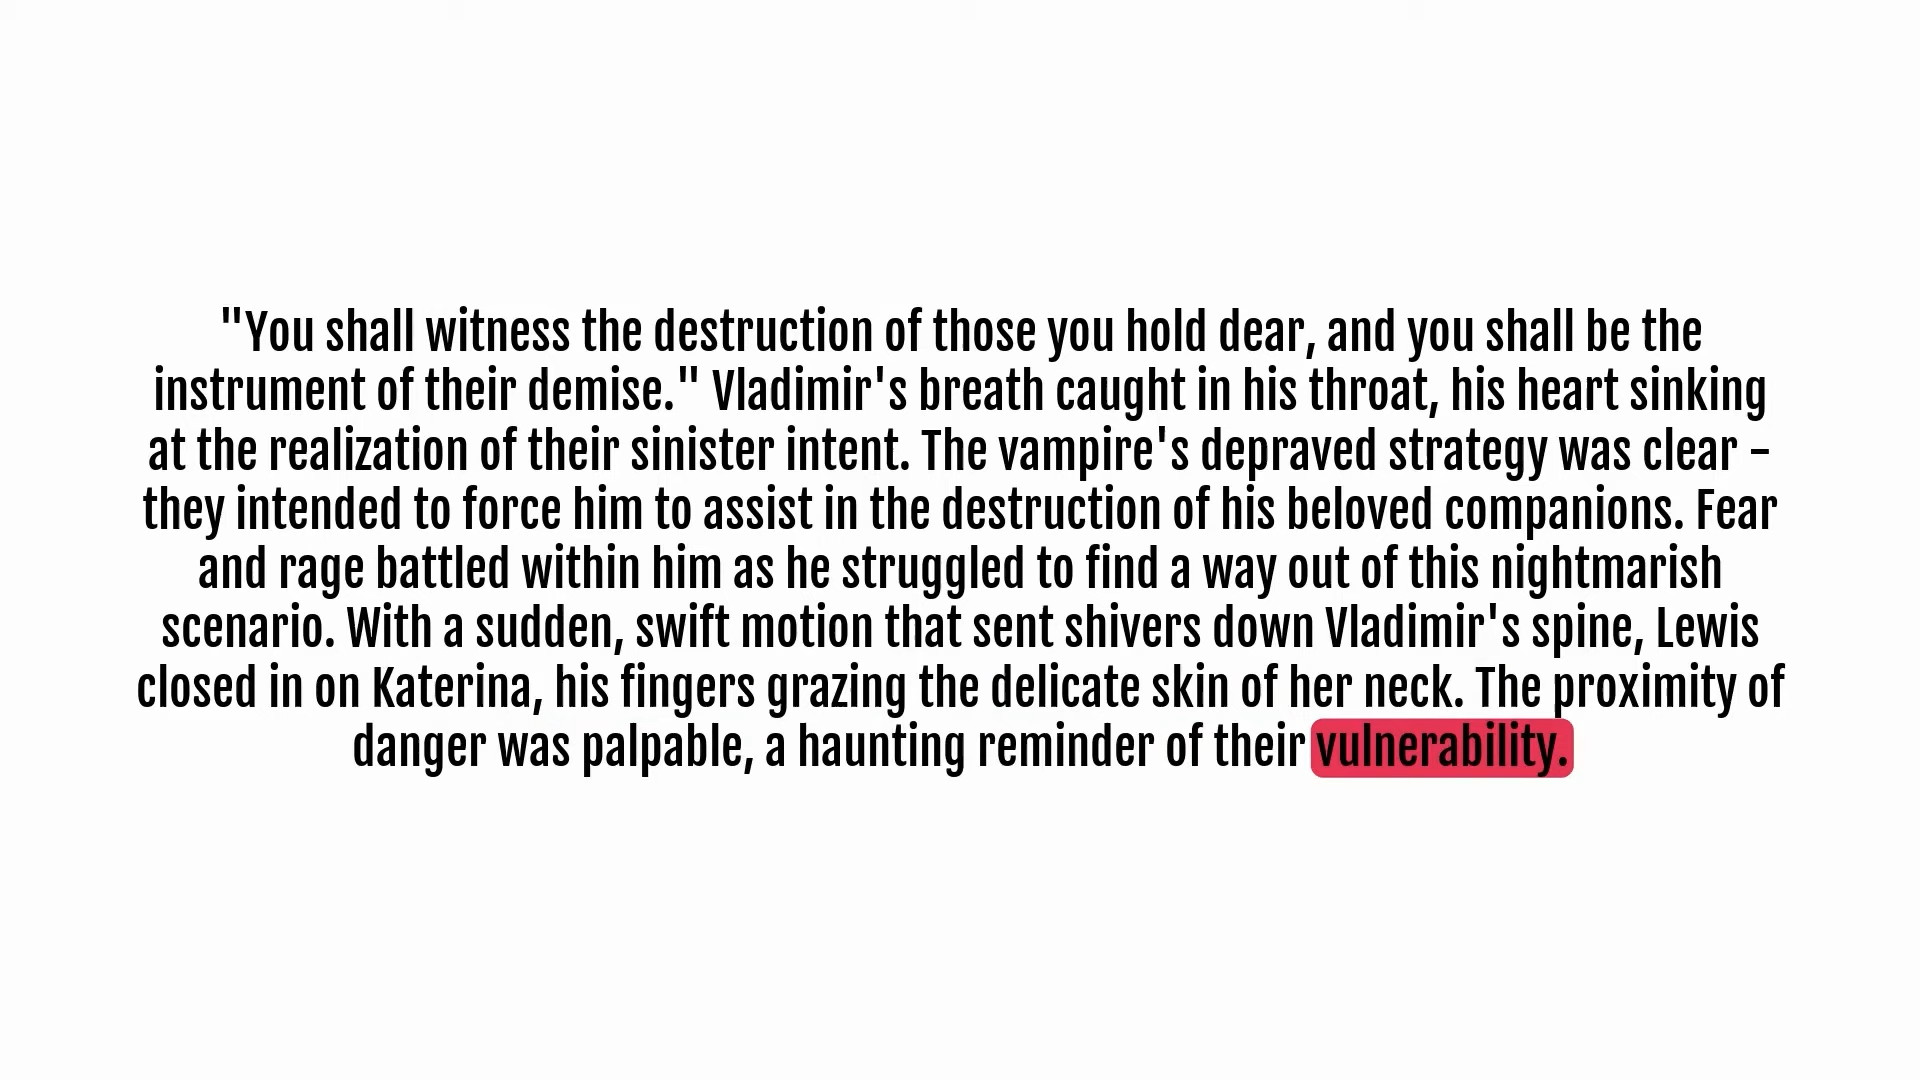 "You shall witness the destruction of those you hold dear, and you shall be the
instrument of their demise." Vladimir's breath caught in his throat, his heart sinking
at the realization of their sinister intent. The vampire's depraved strategy was clear –
they intended to force him to assist in the destruction of his beloved companions. Fear
and rage battled within him as he struggled to find a way out of this nightmarish
scenario. With a sudden, swift motion that sent shivers down Vladimir's spine, Lewis
closed in on Katerina, his fingers grazing the delicate skin of her neck. The proximity of
danger was palpable, a haunting reminder of their vulnerability.